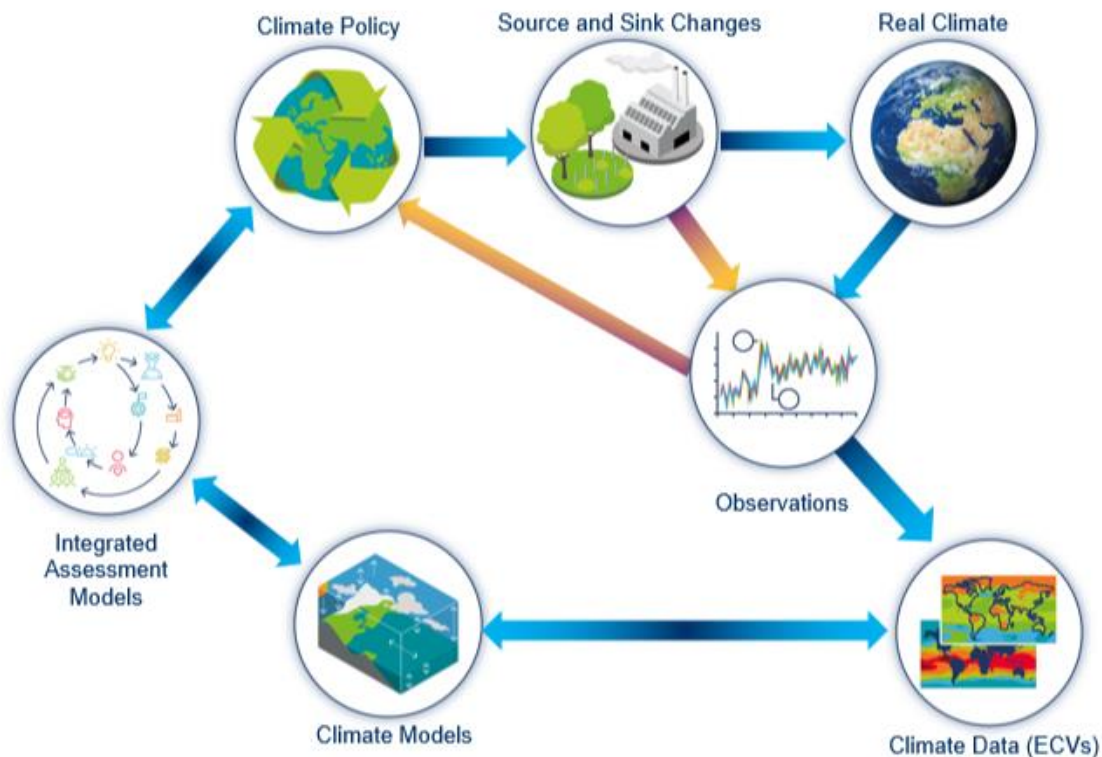 Climate Policy
Source and Sink Changes
Real Climate
Observations
Integrated
Assessment
Models
Climate Models
Climate Data (ECVs)